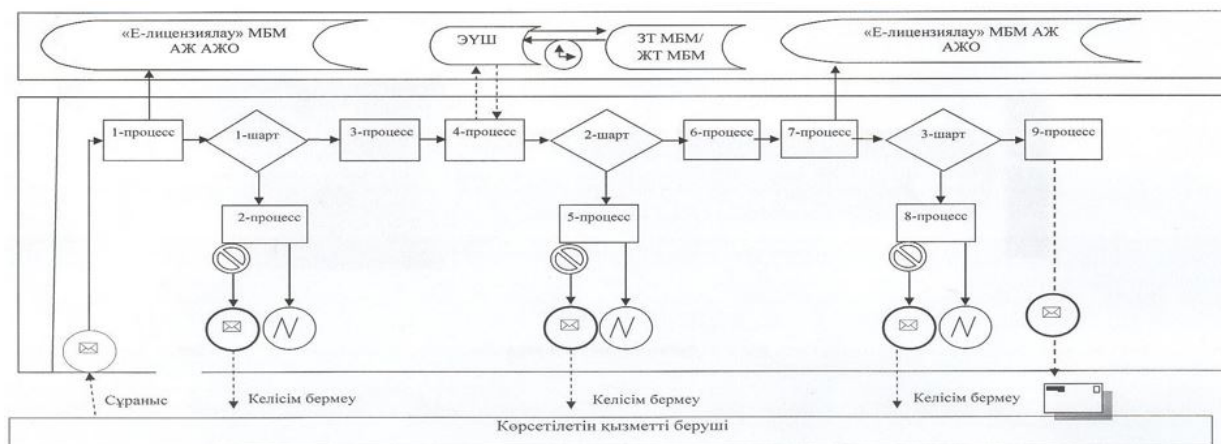 «Е-лицензиялау» МБМ
АЖ АЖО
ЭҮШ
ЗТ МБМ/
ЖТ МБМ
«Е-лицензиялау» МБМ АЖ
АЖО
1-процесс
1-шарт
3-процесс
4-процесс
2-шарт
6-процесс
7-процесс
3-шарт
9-процесс
2-процесс
5-процесс
8-процесс
Сұраныс
Келісім бермеу
Келісім бермеу
Келісім бермеу
Көрсетілетін қызметті беруші